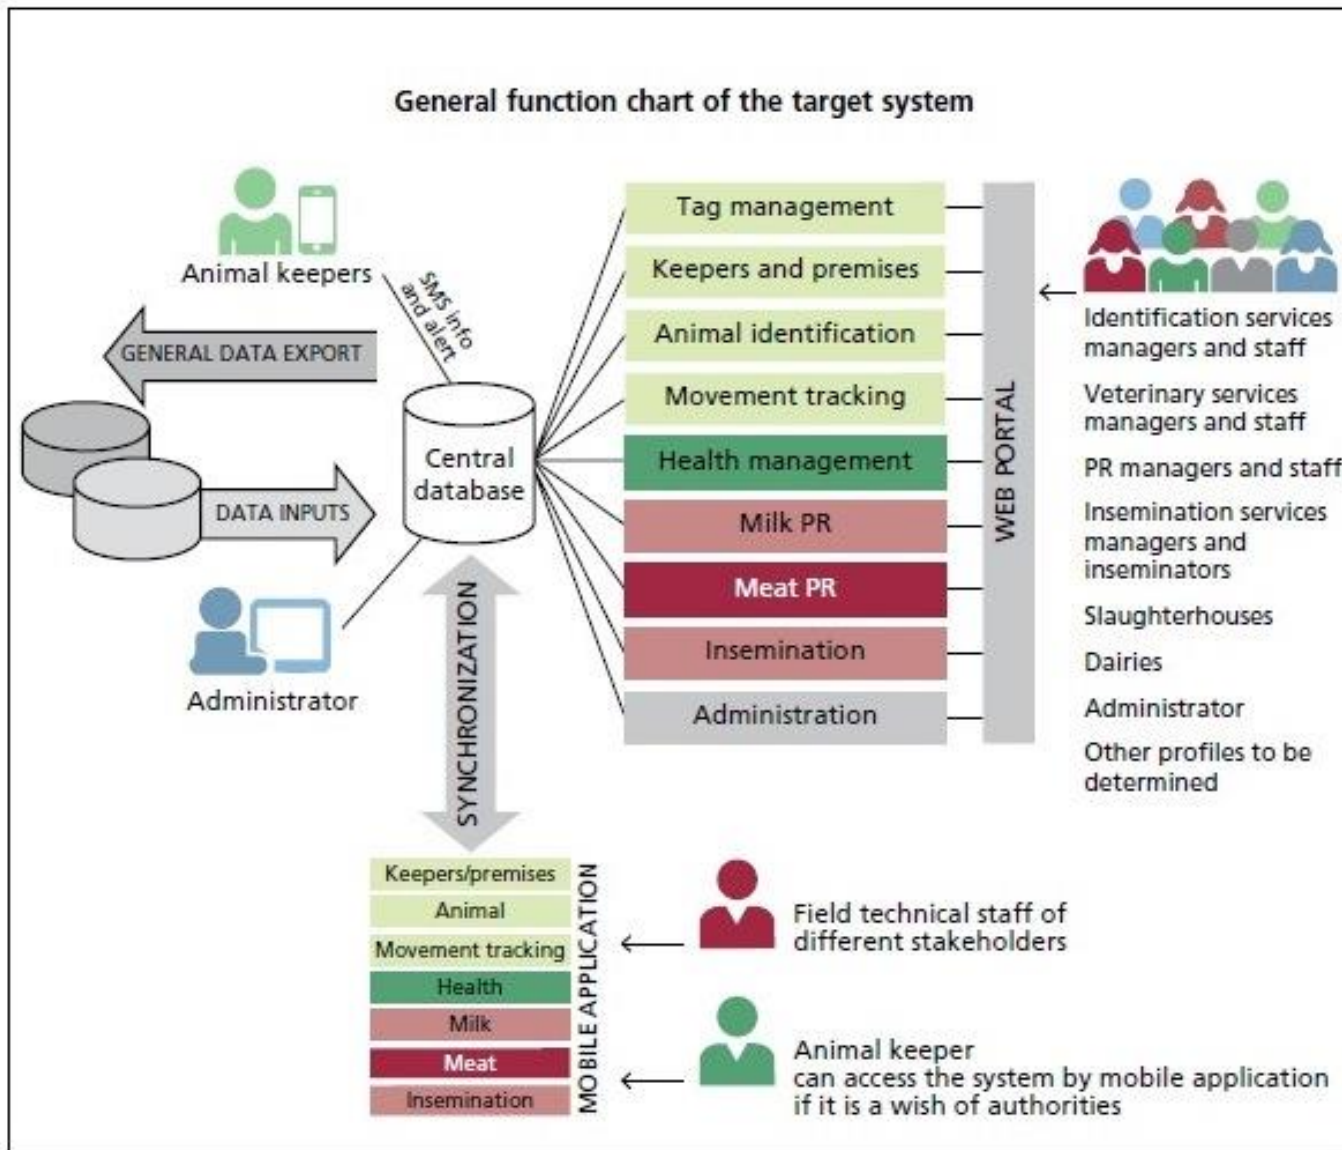 General function chart of the target system
Animal keepers
SMS info
and alert
GENERAL DATA EXPORT
DATA INPUTS
Central
database
Administrator
SYNCHRONIZATION
Tag management
Keepers and premises
Animal identification
Movement tracking
Health management
Milk PR
Meat PR
Insemination
Administration
WEB PORTAL
Identification services
managers and staff
Veterinary services
managers and staff
PR managers and staff
Insemination services
managers and
inseminators
Slaughterhouses
Dairies
Administrator
Other profiles to be
determined
Keepers/premises
Animal
Movement tracking
Health
Milk
Meat
Insemination
MOBILE APPLICATION
Field technical staff of
different stakeholders
Animal keeper
can access the system by mobile application
if it is a wish of authorities